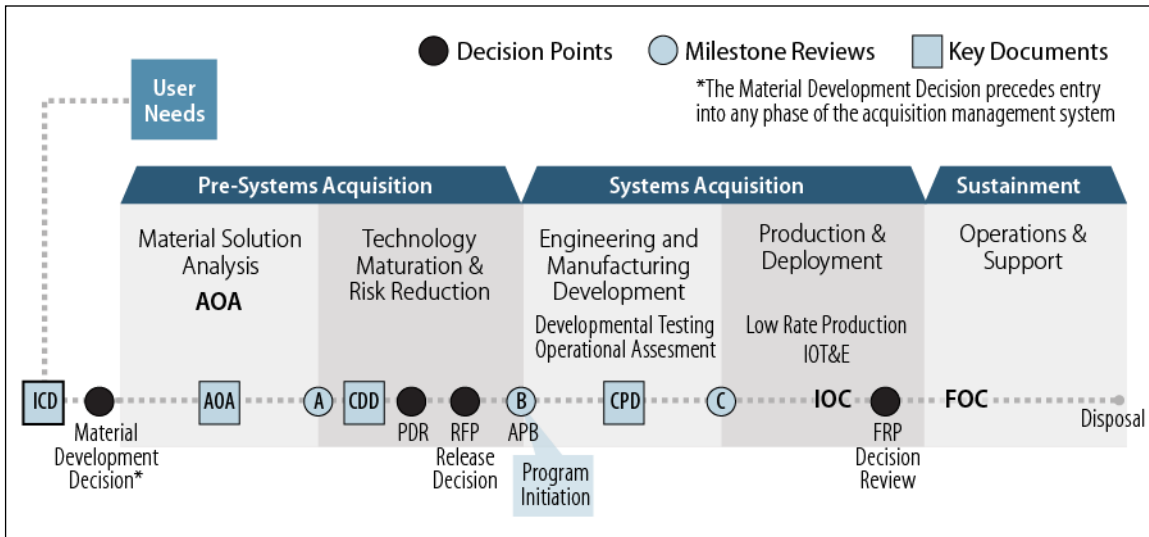 Decision Points
Milestone Reviews
Key Documents
*The Material Development Decision precedes entry
into any phase of the acquisition management system
User
Needs
Pre-Systems Acquisition
Systems Acquisition
Sustainment
Material Solution
Analysis
AOA
Technology
Maturation &
Risk Reduction
Engineering and
Manufacturing
Development
Developmental Testing
Operational Assesment
Production &
Deployment
Low Rate Production
IOT&E
Operations &
Support
ICD
AOA
A
CDD
B
CPD
C
IOC
FOC
Material
Development
Decision*
PDR
RFP
Release
Decision
APB
Program
Initiation
FRP
Decision
Review
Disposal